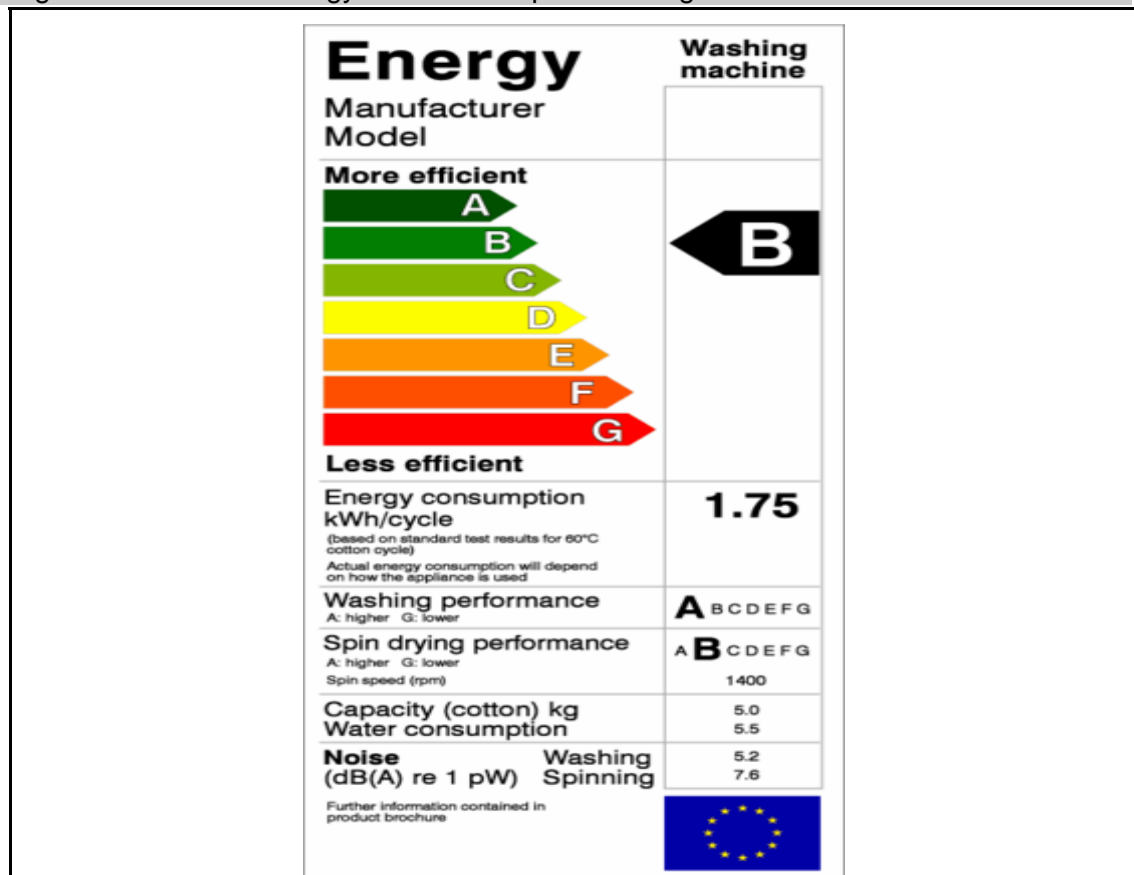 Energy
Washing
machine
Manufacturer
Model
More efficient
A
B
B
C
D
E
F
G
Less efficient
Energy consumption
kWh/cycle
1.75
(based on standard test results for 60°C
cotton cycle)
Actual energy consumption will depend
on how the appliance is used
Washing performance
A: higher G: lower
A B C D E F G
Spin drying performance
A: higher G: lower
A B C D E F G
Spin speed (rpm) 1400
Capacity (cotton) kg 5.0
Water consumption 5.5
Noise Washing 5.2
(dB(A) re 1 pW) Spinning 7.6
Further information contained in
product brochure